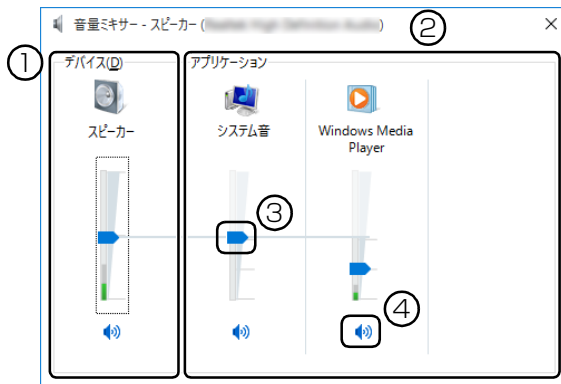 音量ミキサー - スピーカー ( )
②
①
デバイス(D)
アプリケーション
スピーカー
システム音
Windows Media
Player
③
④